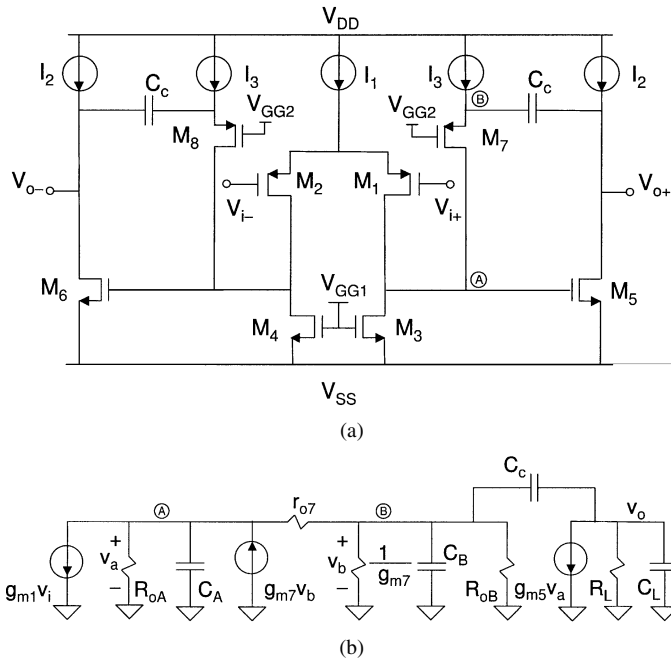 V_DD
I_2
I_3
I_1
I_3
I_2
C_c
B
C_c
V_GG2
V_GG2
M_8
M_7
V_o-
M_2
M_1
V_o+
V_i-
V_i+
M_6
A
M_5
V_GG1
M_4
M_3
V_SS
(a)
C_c
A
r_o7
B
v_o
+
v_a
−
+
v_b
−
1/g_m7
C_B
g_m1v_i
R_oA
C_A
g_m7v_b
R_oB
g_m5v_a
R_L
C_L
(b)